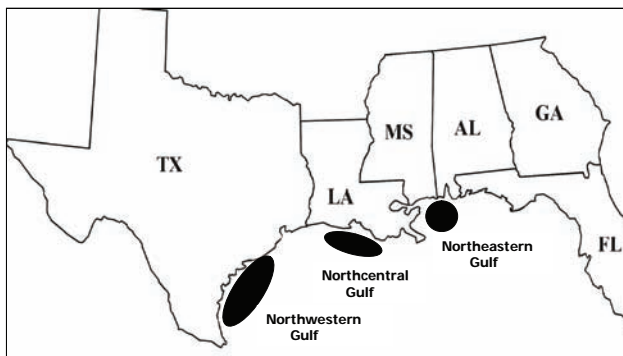 GA
MS
AL
TX
LA
Northeastern
Gulf
FL
Northcentral
Gulf
Northwestern
Gulf